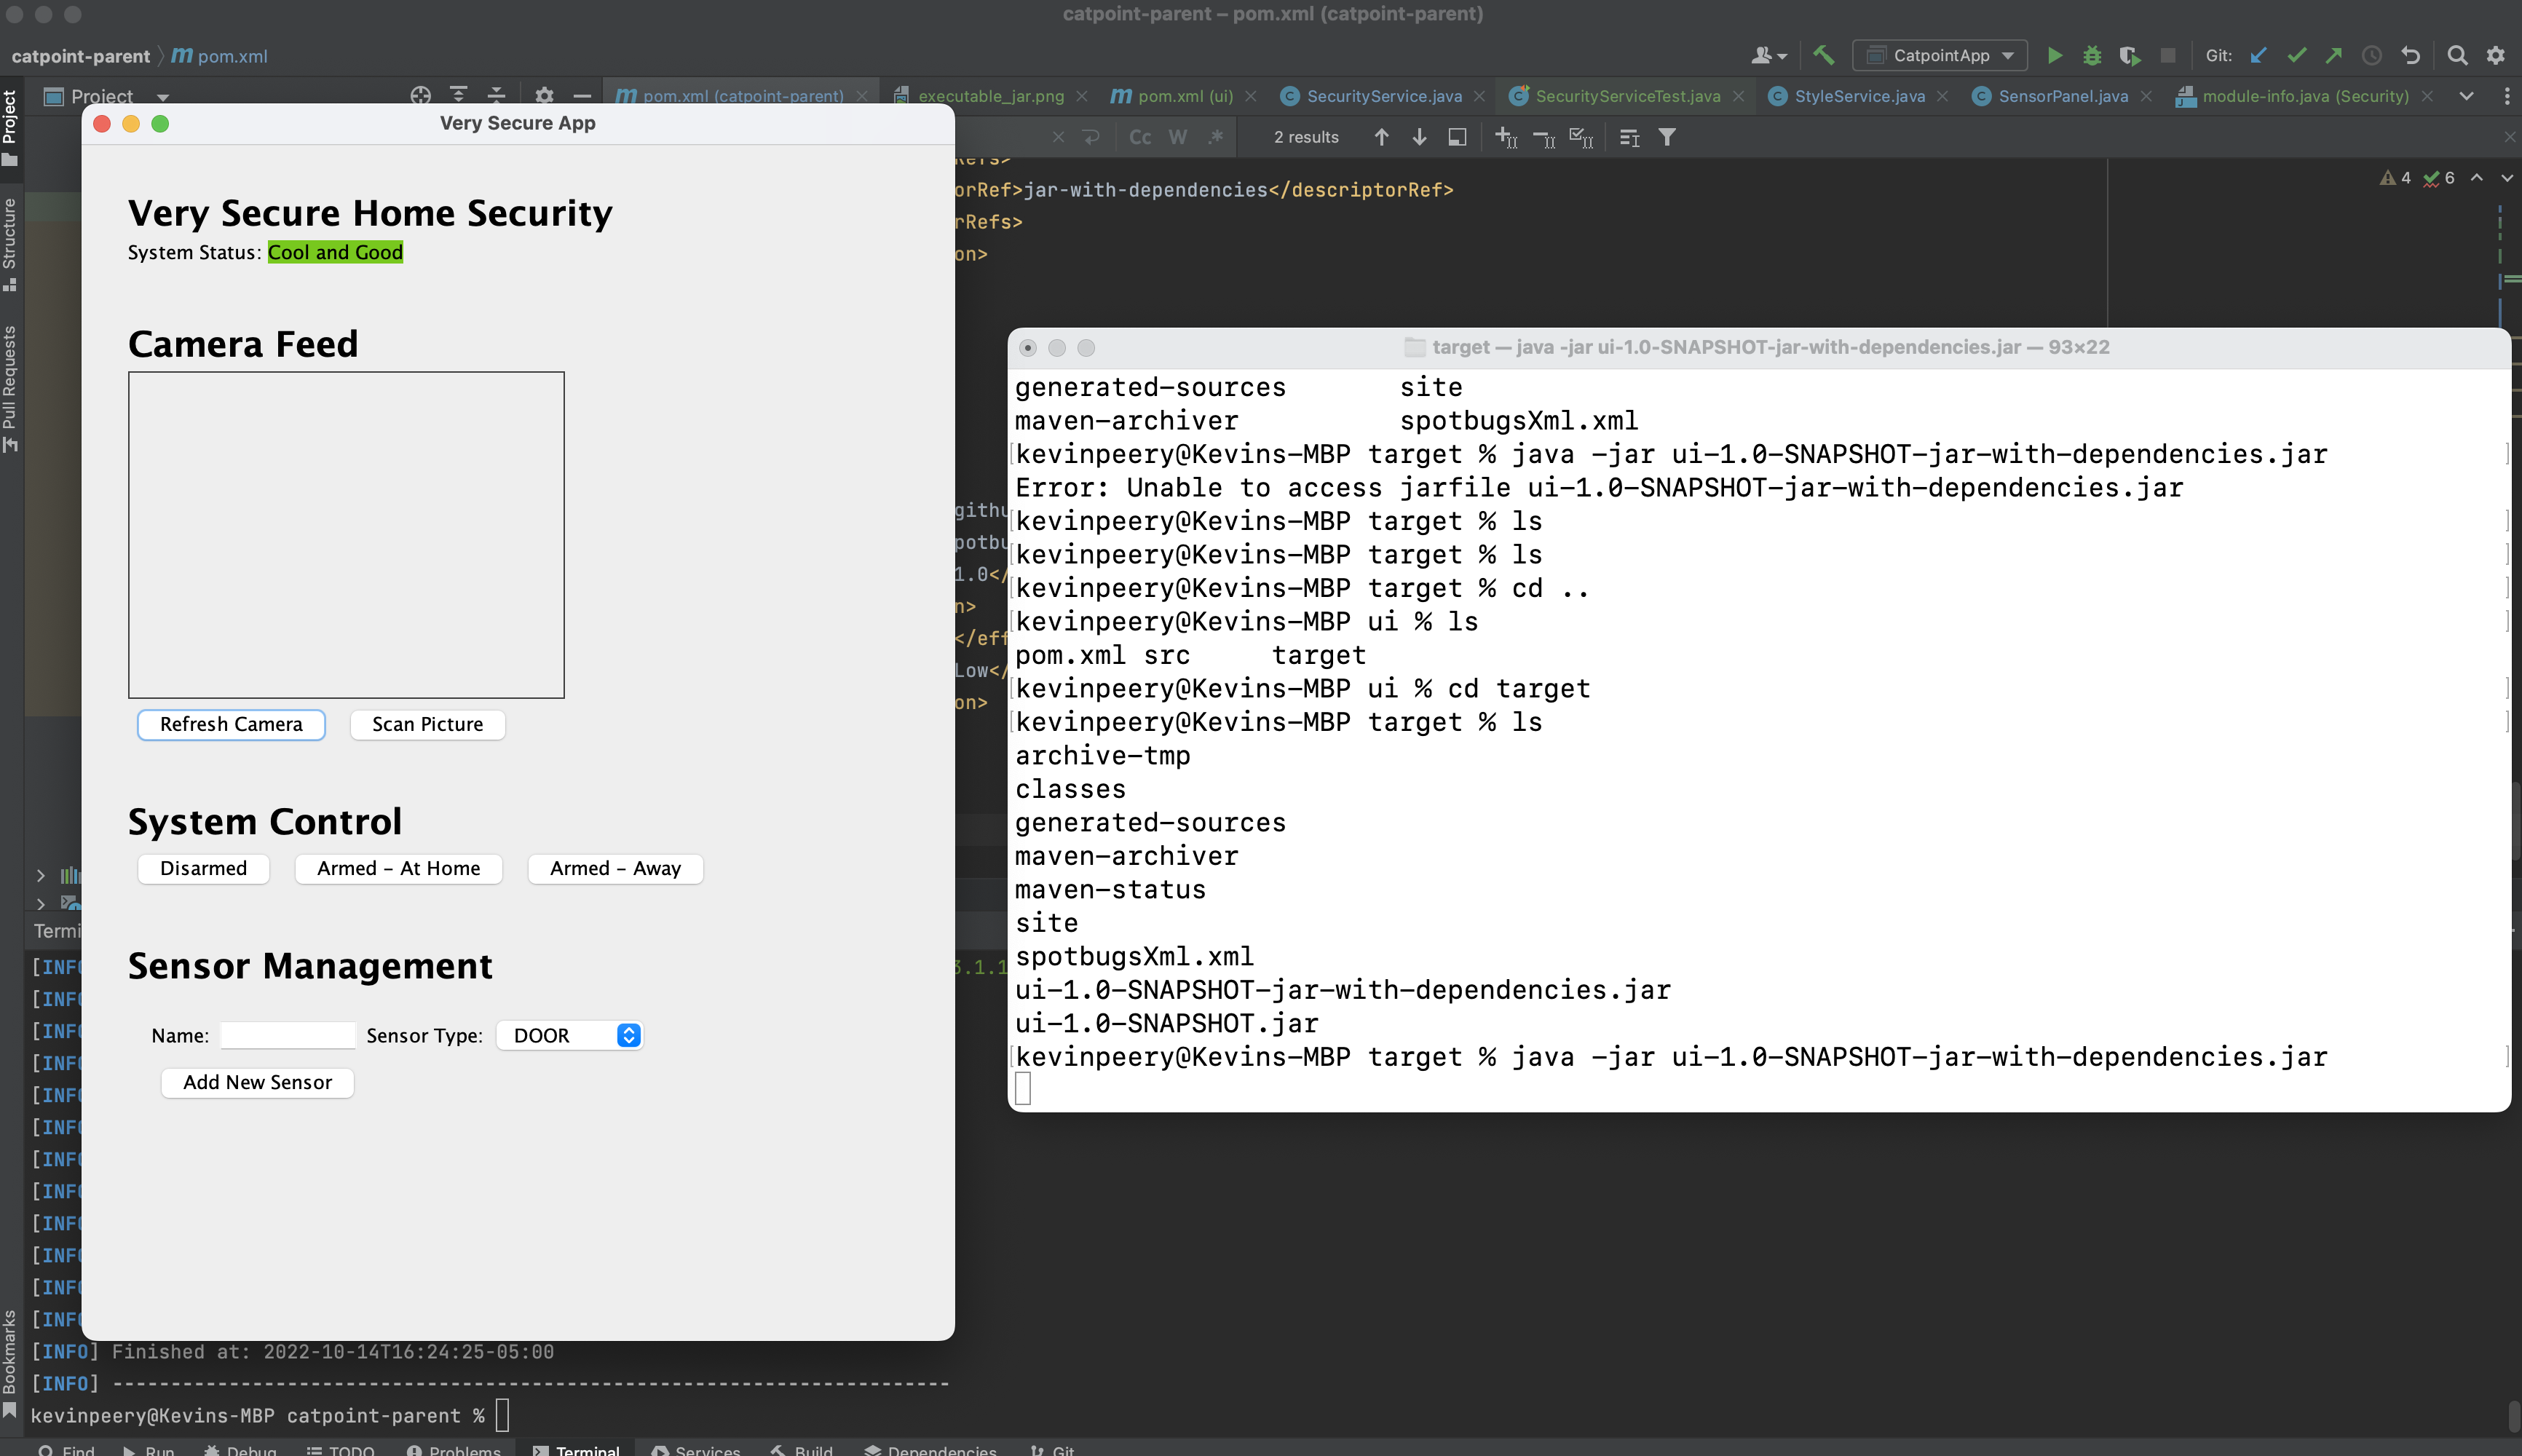 catpoint-parent – pom.xml (catpoint-parent)
catpoint-parent 〉 m pom.xml
CatpointApp
Git:
Project
pom.xml (catpoint-parent)
executable_jar.png
pom.xml (ui)
SecurityService.java
SecurityServiceTest.java
StyleService.java
SensorPanel.java
module-info.java (Security)
Cc W .*
2 results
4
6
Project
Structure
Pull Requests
Bookmarks
orRef>jar-with-dependencies</descriptorRef>
rRefs>
on>
githu
potbu
1.0</
n>
</eff
Low</
on>
Very Secure App
Very Secure Home Security
System Status: Cool and Good
Camera Feed
Refresh Camera
Scan Picture
System Control
Disarmed
Armed - At Home
Armed - Away
Sensor Management
Name:
Sensor Type:
DOOR
Add New Sensor
target — java -jar ui-1.0-SNAPSHOT-jar-with-dependencies.jar — 93×22
generated-sources site
maven-archiver spotbugsXml.xml
kevinpeery@Kevins-MBP target % java -jar ui-1.0-SNAPSHOT-jar-with-dependencies.jar
Error: Unable to access jarfile ui-1.0-SNAPSHOT-jar-with-dependencies.jar
kevinpeery@Kevins-MBP target % ls
kevinpeery@Kevins-MBP target % ls
kevinpeery@Kevins-MBP target % cd ..
kevinpeery@Kevins-MBP ui % ls
pom.xml src target
kevinpeery@Kevins-MBP ui % cd target
kevinpeery@Kevins-MBP target % ls
archive-tmp
classes
generated-sources
maven-archiver
maven-status
site
spotbugsXml.xml
ui-1.0-SNAPSHOT-jar-with-dependencies.jar
ui-1.0-SNAPSHOT.jar
kevinpeery@Kevins-MBP target % java -jar ui-1.0-SNAPSHOT-jar-with-dependencies.jar
Termi
[INFO
3.1.1
[INFO
[INFO
[INFO
[INFO
[INFO
[INFO
[INFO
[INFO
[INFO
[INFO
[INFO
[INFO] Finished at: 2022-10-14T16:24:25-05:00
[INFO] ------------------------------------------------------------------------
kevinpeery@Kevins-MBP catpoint-parent %
Find
Run
Debug
TODO
Problems
Terminal
Services
Build
Dependencies
Git